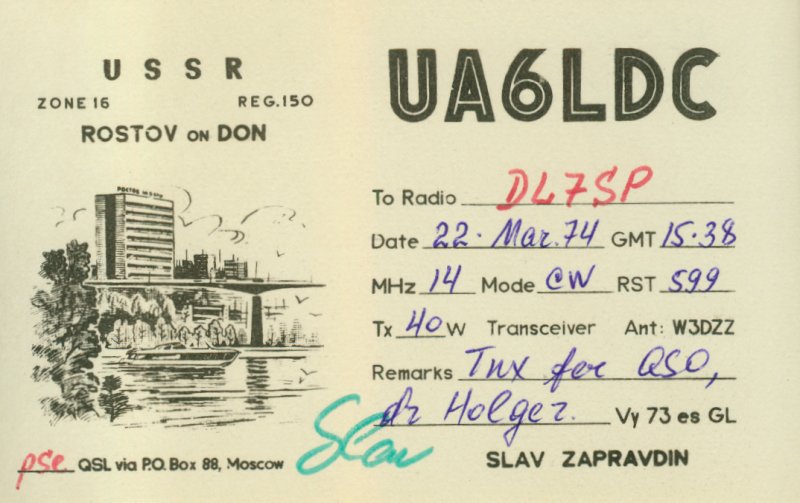 USSR
ZONE 16 REG.150
ROSTOV ON DON
UA6LDC
To Radio DL7SP
Date 22. Mar. 74 GMT 15.38
MHz 14 Mode CW RST 599
Tx 40 W Transceiver Ant: W3DZZ
Remarks Tnx for QSO,
dr Holger. Vy 73 es GL
pse QSL via P.O. Box 88, Moscow
Slav
SLAV ZAPRAVDIN